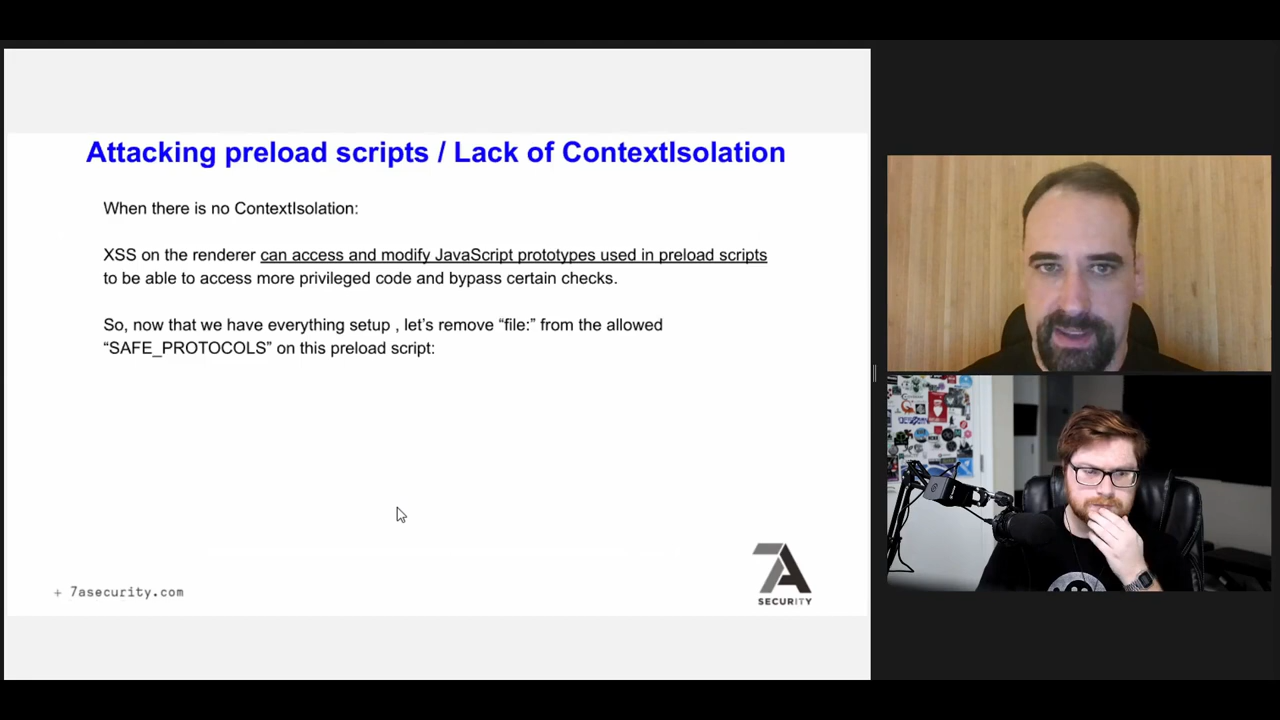 Attacking preload scripts / Lack of ContextIsolation
When there is no ContextIsolation:
XSS on the renderer can access and modify JavaScript prototypes used in preload scripts
to be able to access more privileged code and bypass certain checks.
So, now that we have everything setup , let's remove “file:” from the allowed
“SAFE_PROTOCOLS” on this preload script:
7A
SECURITY
+ 7asecurity.com